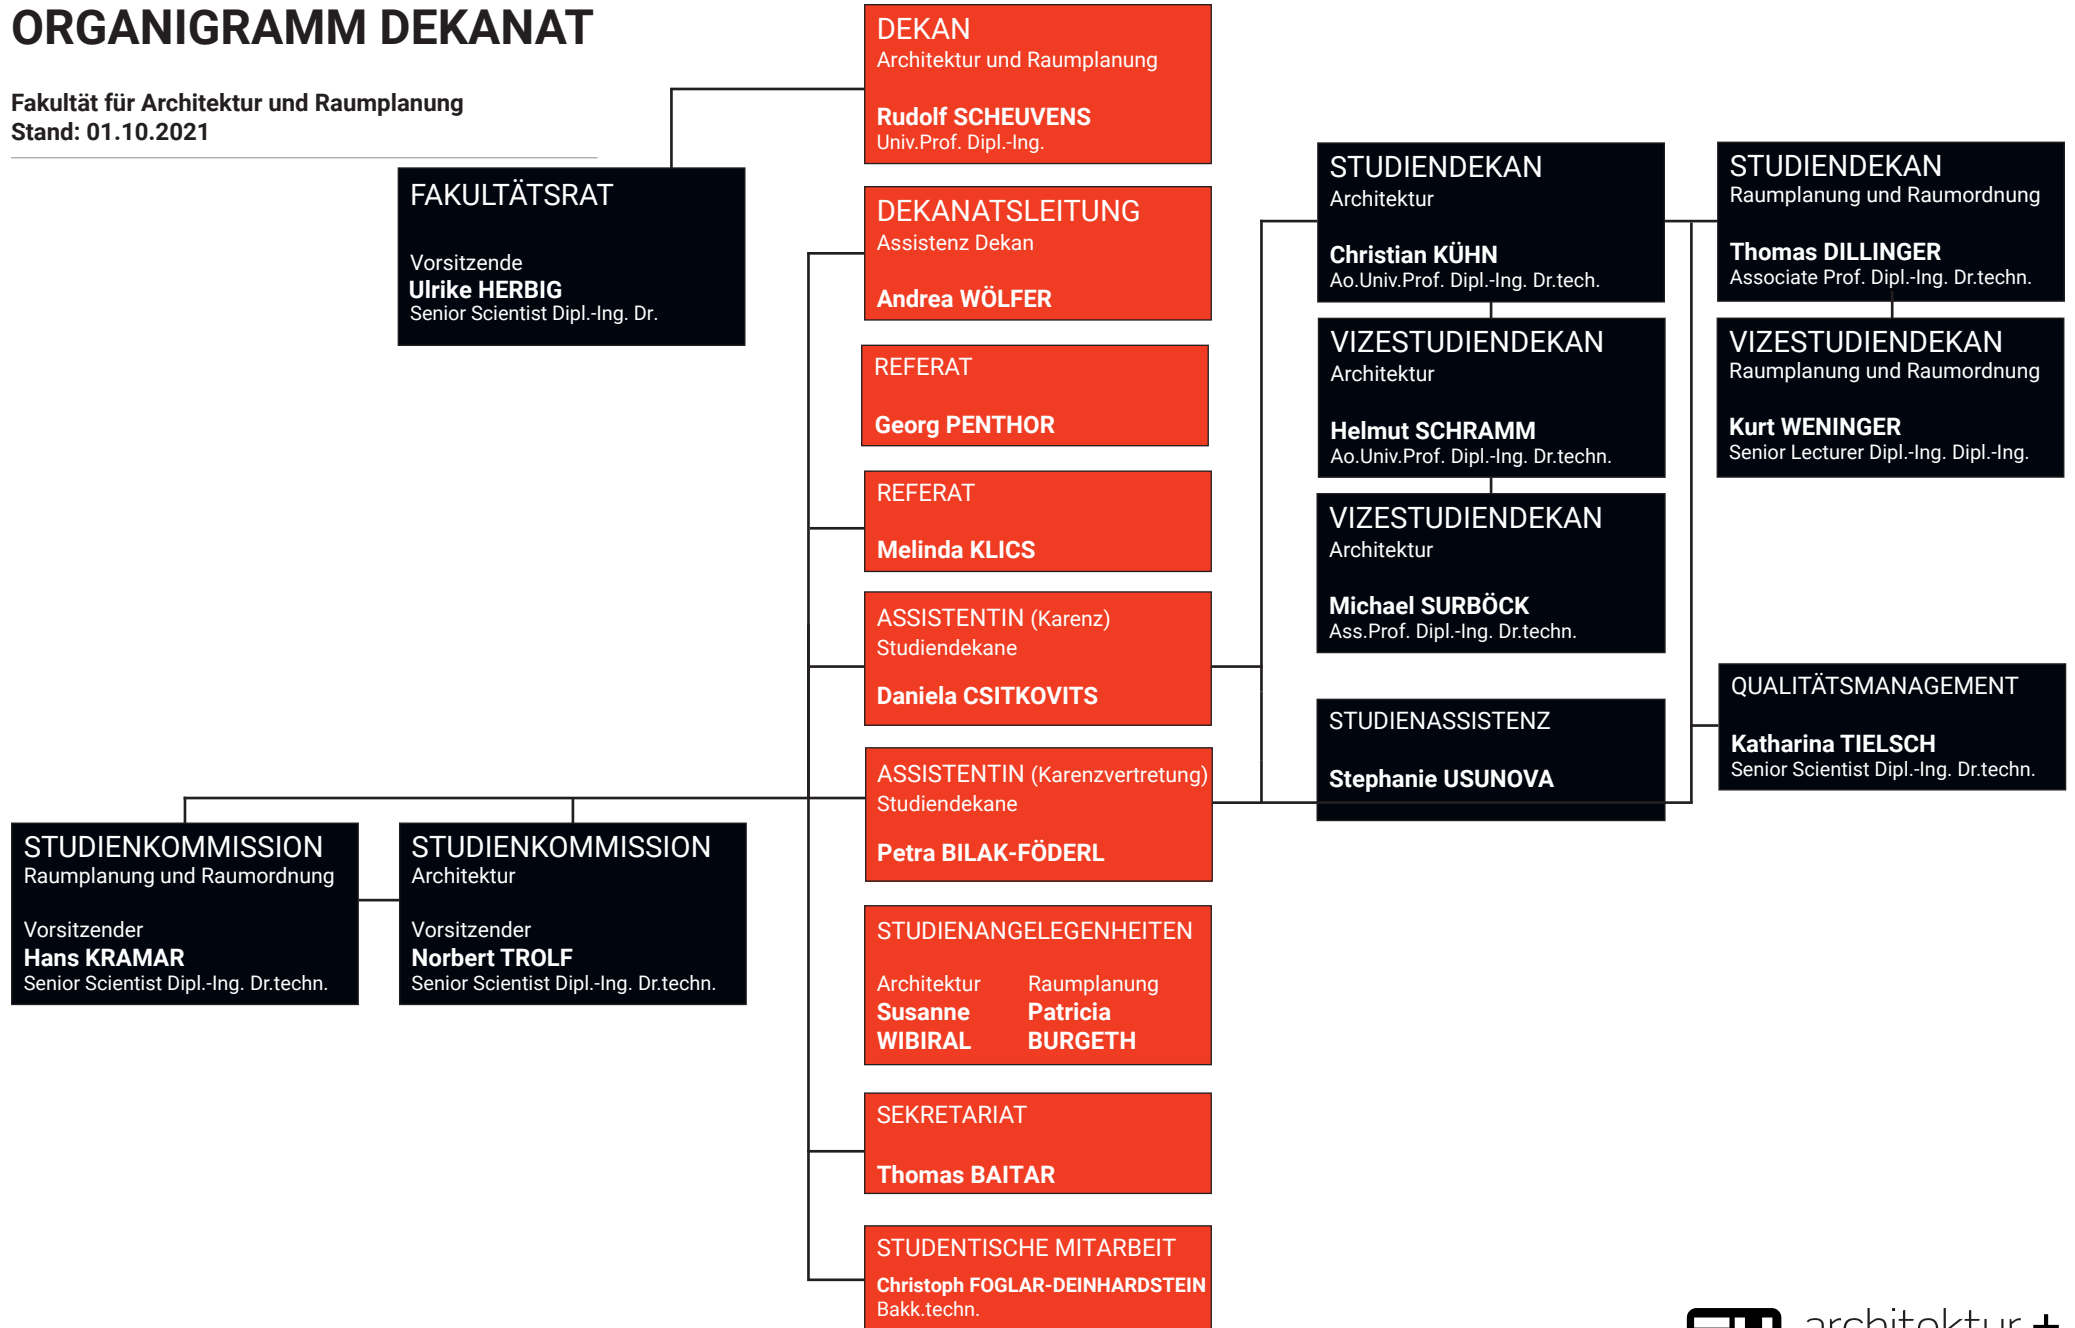 ORGANIGRAMM DEKANAT
Fakultät für Architektur und Raumplanung
Stand: 01.10.2021
FAKULTÄTSRAT
Vorsitzende
Ulrike HERBIG
Senior Scientist Dipl.-Ing. Dr.
DEKAN
Architektur und Raumplanung
Rudolf SCHEUVENS
Univ.Prof. Dipl.-Ing.
DEKANATSLEITUNG
Assistenz Dekan
Andrea WÖLFER
REFERAT
Georg PENTHOR
REFERAT
Melinda KLICS
ASSISTENTIN (Karenz)
Studiendekane
Daniela CSITKOVITS
ASSISTENTIN (Karenzvertretung)
Studiendekane
Petra BILAK-FÖDERL
STUDIENANGELEGENHEITEN
Architektur Raumplanung
Susanne Patricia
WIBIRAL BURGETH
SEKRETARIAT
Thomas BAITAR
STUDENTISCHE MITARBEIT
Christoph FOGLAR-DEINHARDSTEIN
Bakk.techn.
STUDIENDEKAN
Architektur
Christian KÜHN
Ao.Univ.Prof. Dipl.-Ing. Dr.tech.
VIZESTUDIENDEKAN
Architektur
Helmut SCHRAMM
Ao.Univ.Prof. Dipl.-Ing. Dr.techn.
VIZESTUDIENDEKAN
Architektur
Michael SURBÖCK
Ass.Prof. Dipl.-Ing. Dr.techn.
STUDIENASSISTENZ
Stephanie USUNOVA
STUDIENDEKAN
Raumplanung und Raumordnung
Thomas DILLINGER
Associate Prof. Dipl.-Ing. Dr.techn.
VIZESTUDIENDEKAN
Raumplanung und Raumordnung
Kurt WENINGER
Senior Lecturer Dipl.-Ing. Dipl.-Ing.
QUALITÄTSMANAGEMENT
Katharina TIELSCH
Senior Scientist Dipl.-Ing. Dr.techn.
STUDIENKOMMISSION
Raumplanung und Raumordnung
Vorsitzender
Hans KRAMAR
Senior Scientist Dipl.-Ing. Dr.techn.
STUDIENKOMMISSION
Architektur
Vorsitzender
Norbert TROLF
Senior Scientist Dipl.-Ing. Dr.techn.
architektur +